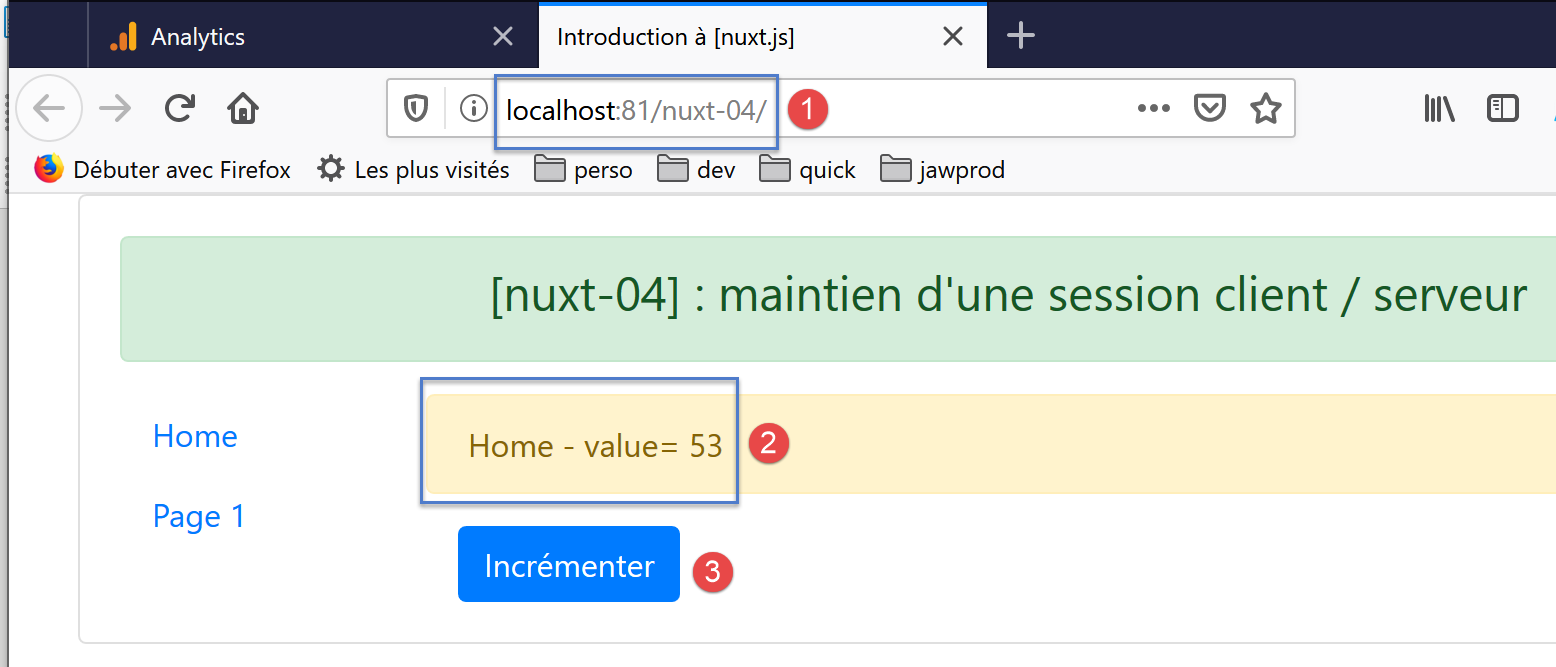 Analytics
Introduction à [nuxt.js]
localhost:81/nuxt-04/ 1
Débuter avec Firefox Les plus visités perso dev quick jawprod
[nuxt-04] : maintien d'une session client / serveur
Home
Home - value= 53 2
Page 1
Incrémenter 3